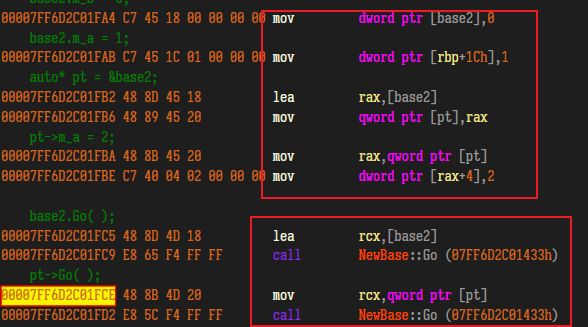 base2.m_b = 0;
00007FF6D2C01FA4 C7 45 18 00 00 00 00 mov dword ptr [base2],0
base2.m_a = 1;
00007FF6D2C01FAB C7 45 1C 01 00 00 00 mov dword ptr [rbp+1Ch],1
auto* pt = &base2;
00007FF6D2C01FB2 48 8D 45 18 lea rax,[base2]
00007FF6D2C01FB6 48 89 45 20 mov qword ptr [pt],rax
pt->m_a = 2;
00007FF6D2C01FBA 48 8B 45 20 mov rax,qword ptr [pt]
00007FF6D2C01FBE C7 40 04 02 00 00 00 mov dword ptr [rax+4],2
base2.Go( );
00007FF6D2C01FC5 48 8D 4D 18 lea rcx,[base2]
00007FF6D2C01FC9 E8 65 F4 FF FF call NewBase::Go (07FF6D2C01433h)
pt->Go( );
00007FF6D2C01FCE 48 8B 4D 20 mov rcx,qword ptr [pt]
00007FF6D2C01FD2 E8 5C F4 FF FF call NewBase::Go (07FF6D2C01433h)